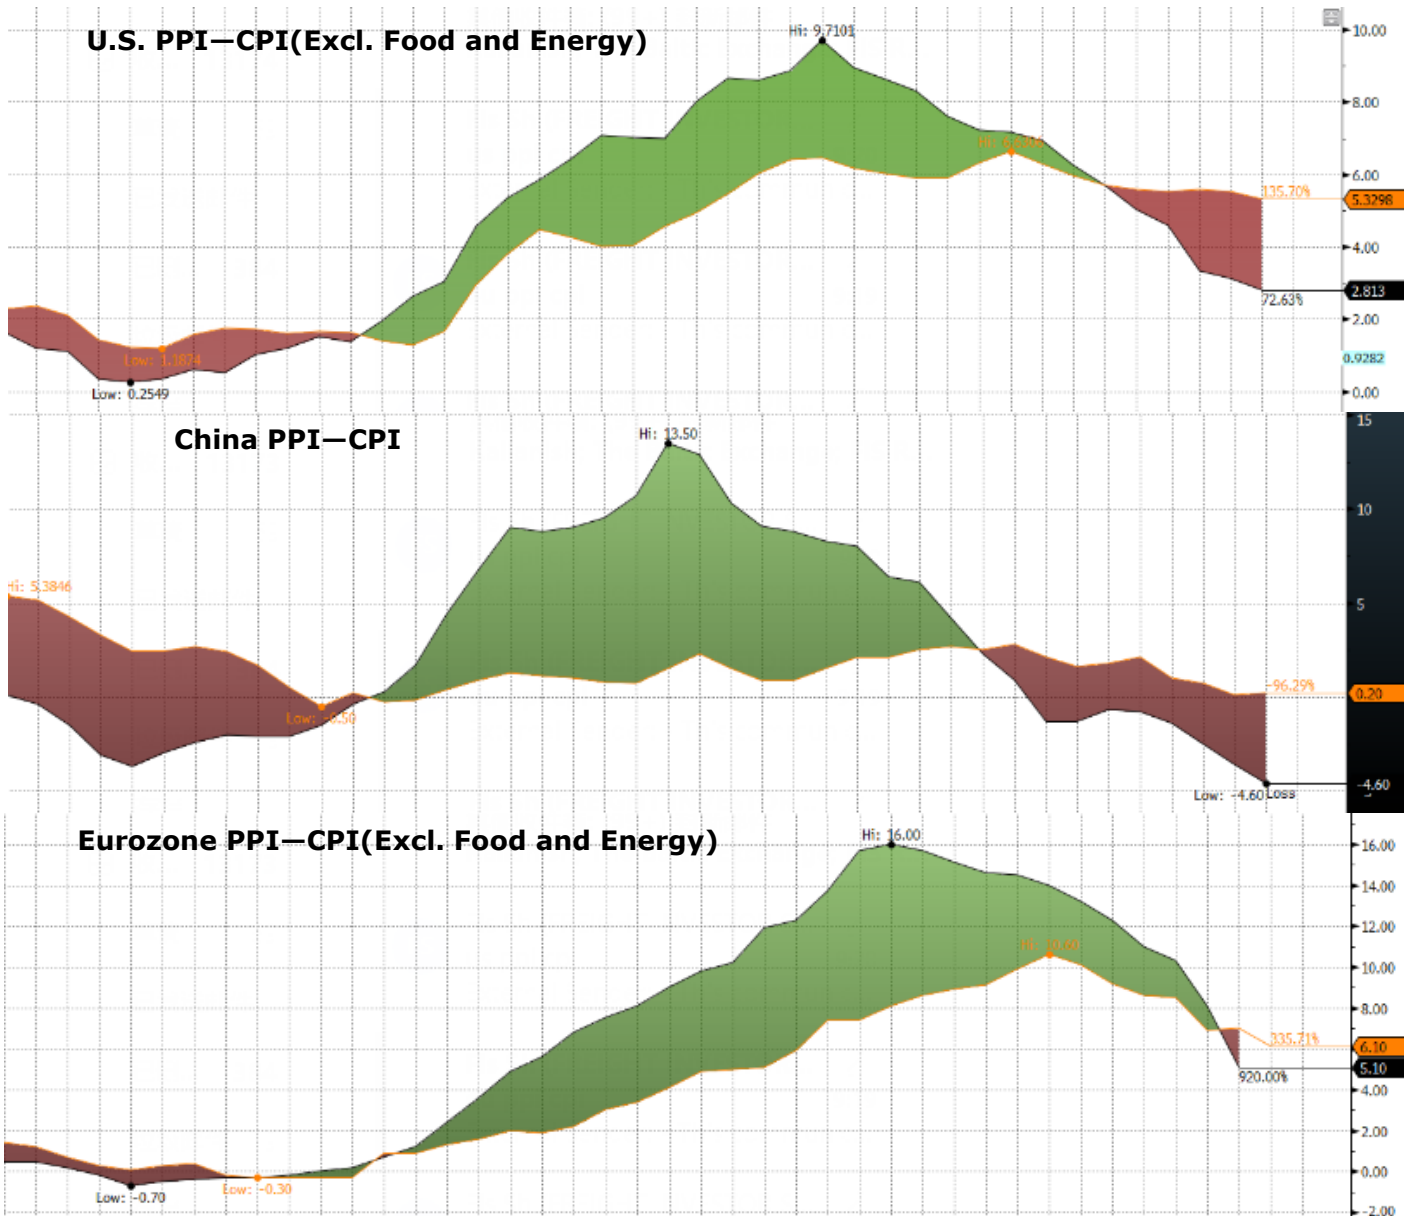 U.S. PPI—CPI(Excl. Food and Energy)
Hi: 9.7101
10.00
8.00
6.00
135.70%
5.3298
4.00
2.813
72.63%
2.00
0.9282
Low: 1.1874
Low: 0.2549
0.00
China PPI—CPI
Hi: 13.50
15
10
Hi: 5.3846
5
-96.29%
0.20
Low: -0.50
-4.60
Low: -4.60 Loss
Eurozone PPI—CPI(Excl. Food and Energy)
Hi: 16.00
16.00
14.00
12.00
Hi: 10.60
10.00
8.00
335.71%
6.10
5.10
920.00%
4.00
2.00
0.00
Low: -0.30
Low: -0.70
-2.00